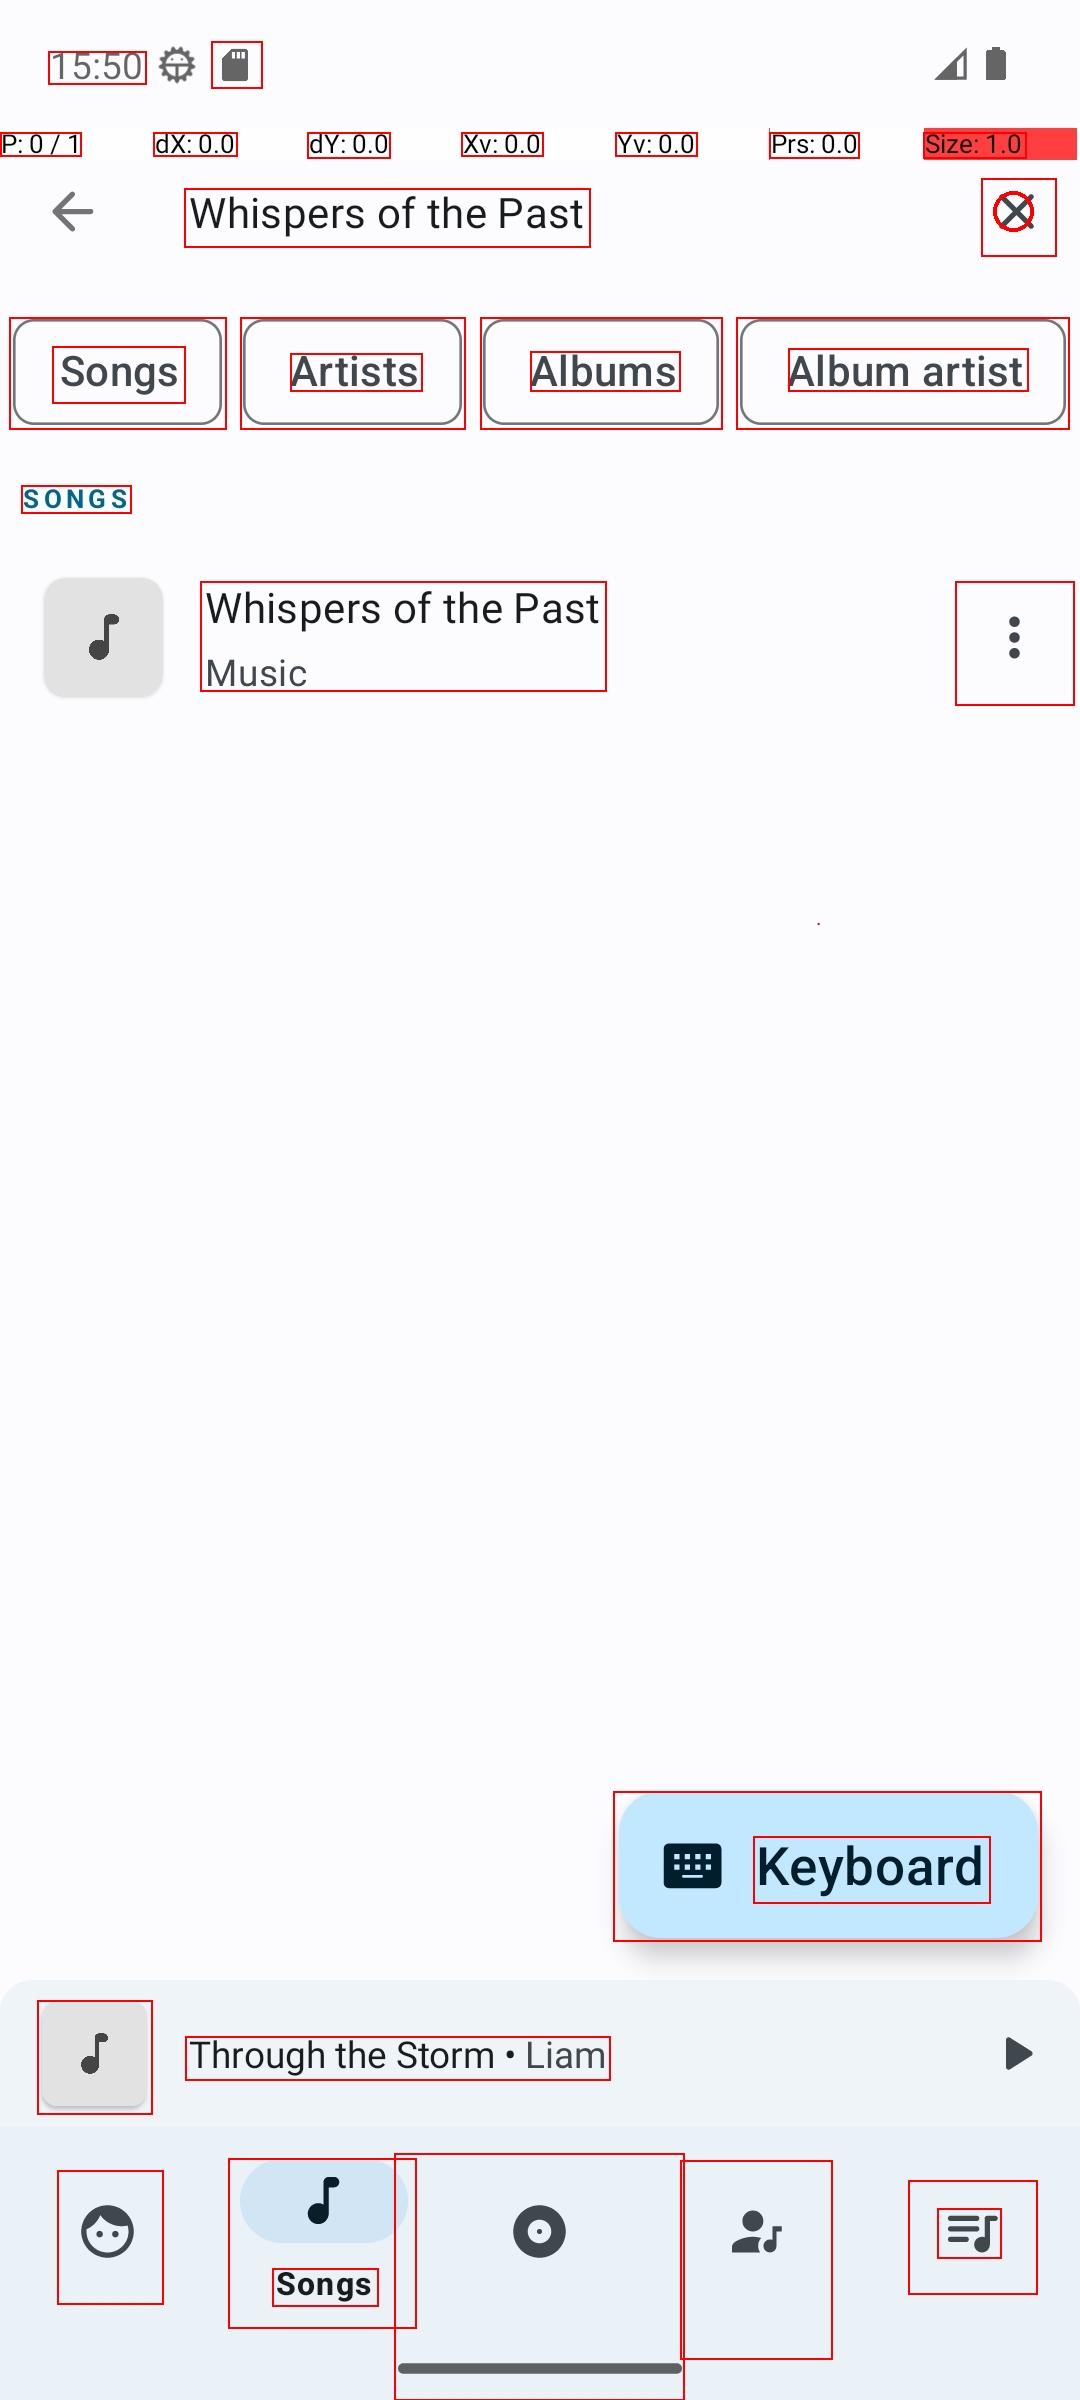 15:50
P: 0 / 1 dX: 0.0 dY: 0.0 Xv: 0.0 Yv: 0.0 Prs: 0.0 Size: 1.0
Whispers of the Past
Songs Artists Albums Album artist
SONGS
Whispers of the Past
Music
Keyboard
Through the Storm • Liam
Songs